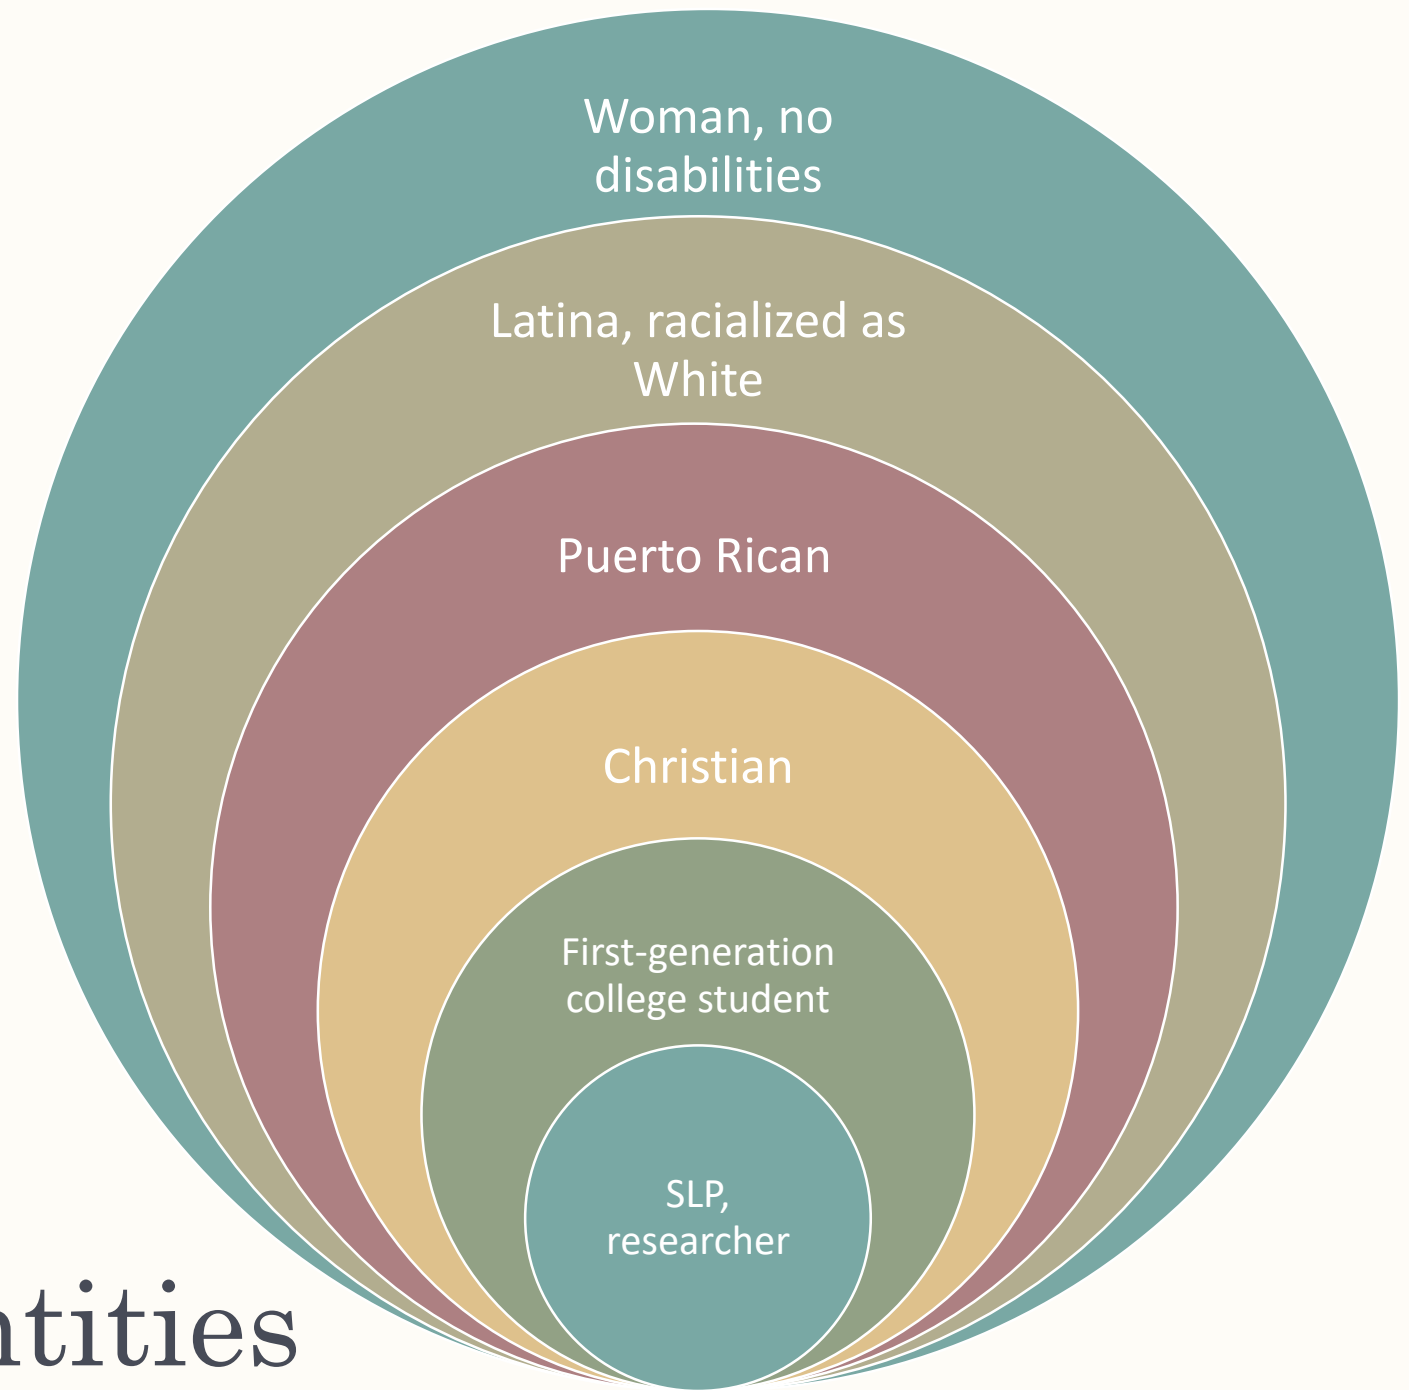 Woman, no
disabilities
Latina, racialized as
White
Puerto Rican
Christian
First-generation
college student
SLP,
researcher
ntities